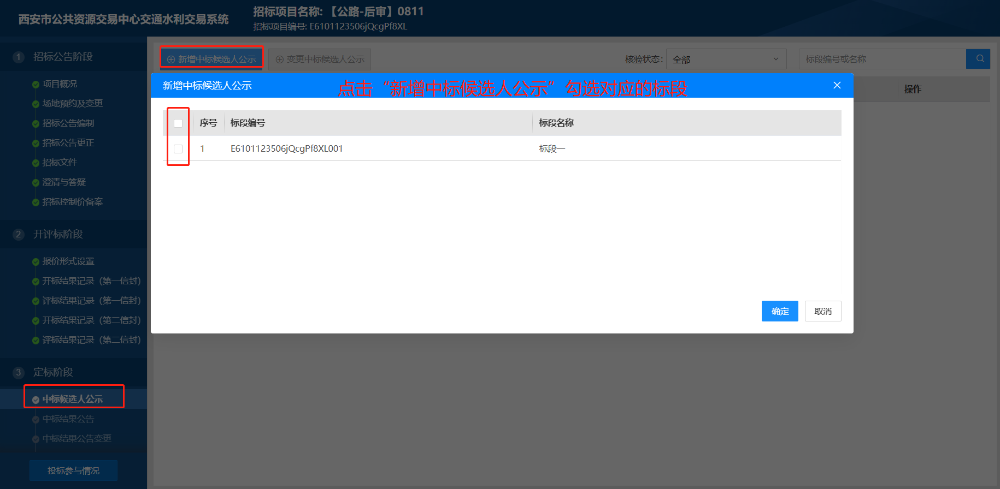 西安市公共资源交易中心交通水利交易系统
招标项目名称: 【公路-后审】0811
招标项目编号: E6101123506jQcgPf8XL
1 招标公告阶段
项目概况
场地预约及变更
招标公告编制
招标公告更正
招标文件
澄清与答疑
招标控制价备案
2 开评标阶段
报价形式设置
开标结果记录（第一信封）
评标结果记录（第一信封）
开标结果记录（第二信封）
评标结果记录（第二信封）
3 定标阶段
中标候选人公示
中标结果公告
中标结果公告变更
投标参与情况
新增中标候选人公示 变更中标候选人公示 核验状态: 全部 标段编号或名称
操作
新增中标候选人公示
点击“新增中标候选人公示”勾选对应的标段
序号 标段编号 标段名称
1 E6101123506jQcgPf8XL001 标段一
确定 取消